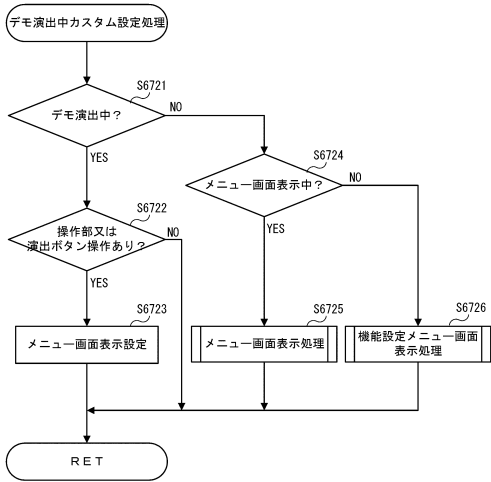 デモ演出中カスタム設定処理
S6721
デモ演出中？
NO
YES
S6724
メニュー画面表示中？
NO
YES
S6722
操作部又は
演出ボタン操作あり？
NO
YES
S6723
メニュー画面表示設定
S6725
メニュー画面表示処理
S6726
機能設定メニュー画面
表示処理
ＲＥＴ